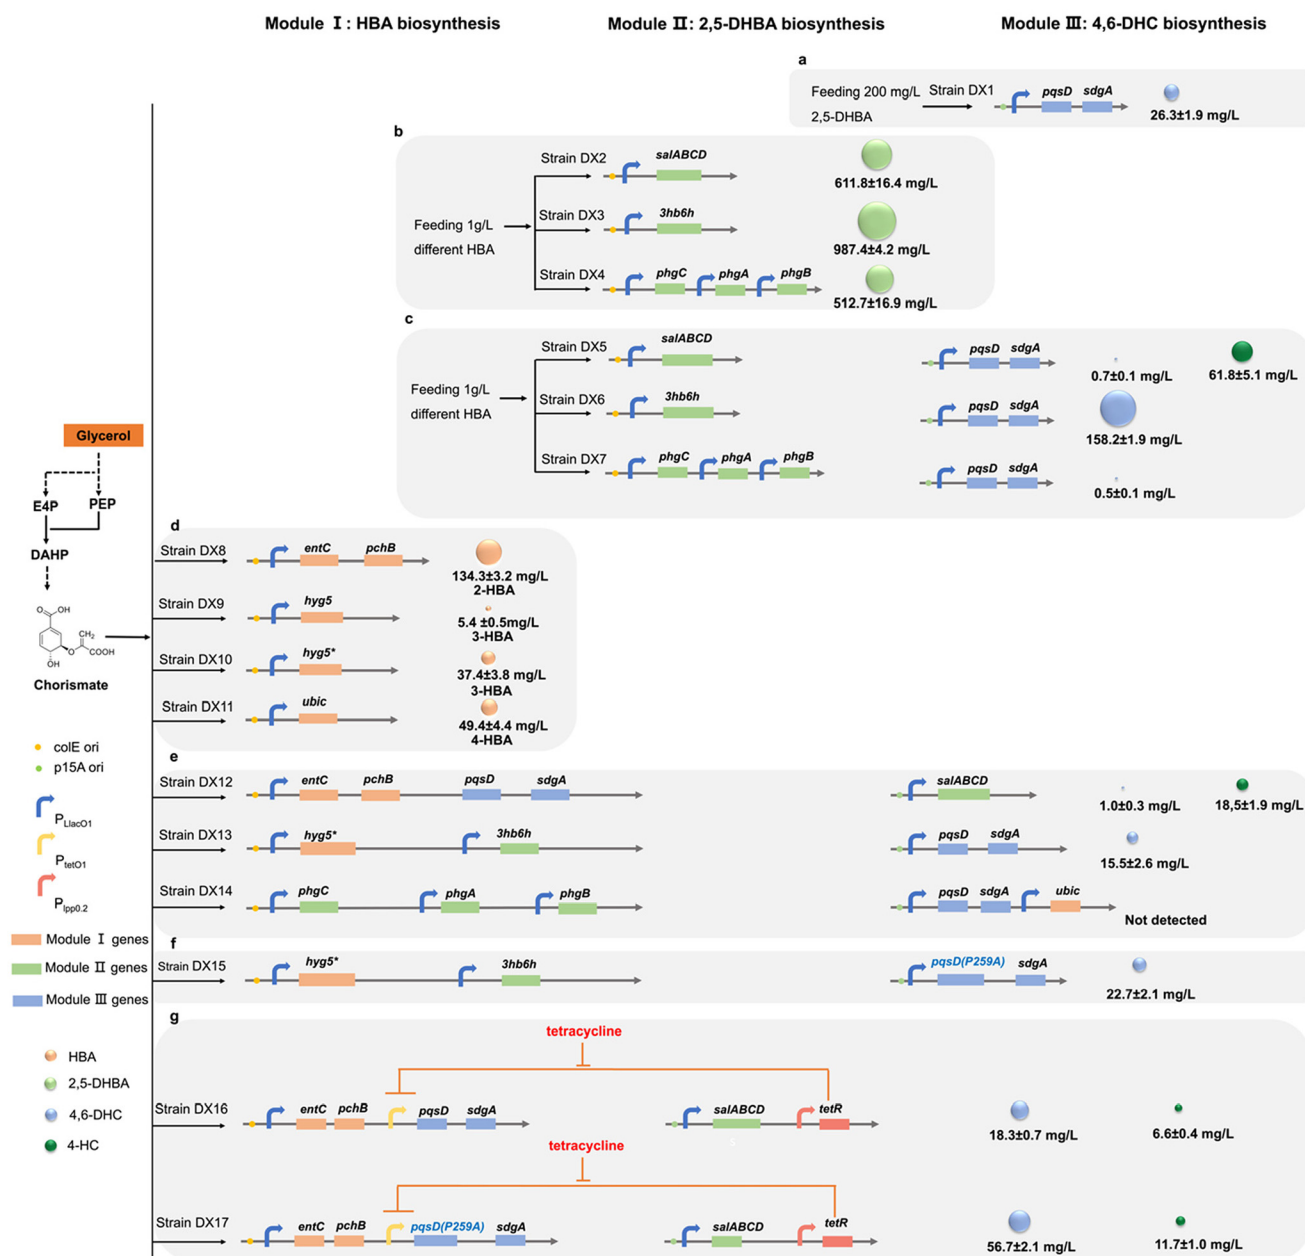 Module Ⅰ: HBA biosynthesis
Module Ⅱ: 2,5-DHBA biosynthesis
Module Ⅲ: 4,6-DHC biosynthesis
a
Feeding 200 mg/L
2,5-DHBA
Strain DX1
pqsD
sdgA
26.3±1.9 mg/L
b
Feeding 1g/L
different HBA
Strain DX2
salABCD
611.8±16.4 mg/L
Strain DX3
3hb6h
987.4±4.2 mg/L
Strain DX4
phgC
phgA
phgB
512.7±16.9 mg/L
c
Feeding 1g/L
different HBA
Strain DX5
salABCD
pqsD
sdgA
0.7±0.1 mg/L
61.8±5.1 mg/L
Strain DX6
3hb6h
pqsD
sdgA
158.2±1.9 mg/L
Strain DX7
phgC
phgA
phgB
pqsD
sdgA
0.5±0.1 mg/L
Glycerol
E4P
PEP
DAHP
OH
O
CH2
O
COOH
OH
Chorismate
d
Strain DX8
entC
pchB
134.3±3.2 mg/L
2-HBA
Strain DX9
hyg5
5.4 ±0.5mg/L
3-HBA
Strain DX10
hyg5*
37.4±3.8 mg/L
3-HBA
Strain DX11
ubic
49.4±4.4 mg/L
4-HBA
colE ori
p15A ori
PLlacO1
PtetO1
Plpp0.2
Module Ⅰ genes
Module Ⅱ genes
Module Ⅲ genes
HBA
2,5-DHBA
4,6-DHC
4-HC
e
Strain DX12
entC
pchB
pqsD
sdgA
salABCD
1.0±0.3 mg/L
18,5±1.9 mg/L
Strain DX13
hyg5*
3hb6h
pqsD
sdgA
15.5±2.6 mg/L
Strain DX14
phgC
phgA
phgB
pqsD
sdgA
ubic
Not detected
f
Strain DX15
hyg5*
3hb6h
pqsD(P259A)
sdgA
22.7±2.1 mg/L
g
tetracycline
Strain DX16
entC
pchB
pqsD
sdgA
salABCD
tetR
18.3±0.7 mg/L
6.6±0.4 mg/L
tetracycline
Strain DX17
entC
pchB
pqsD(P259A)
sdgA
salABCD
tetR
56.7±2.1 mg/L
11.7±1.0 mg/L